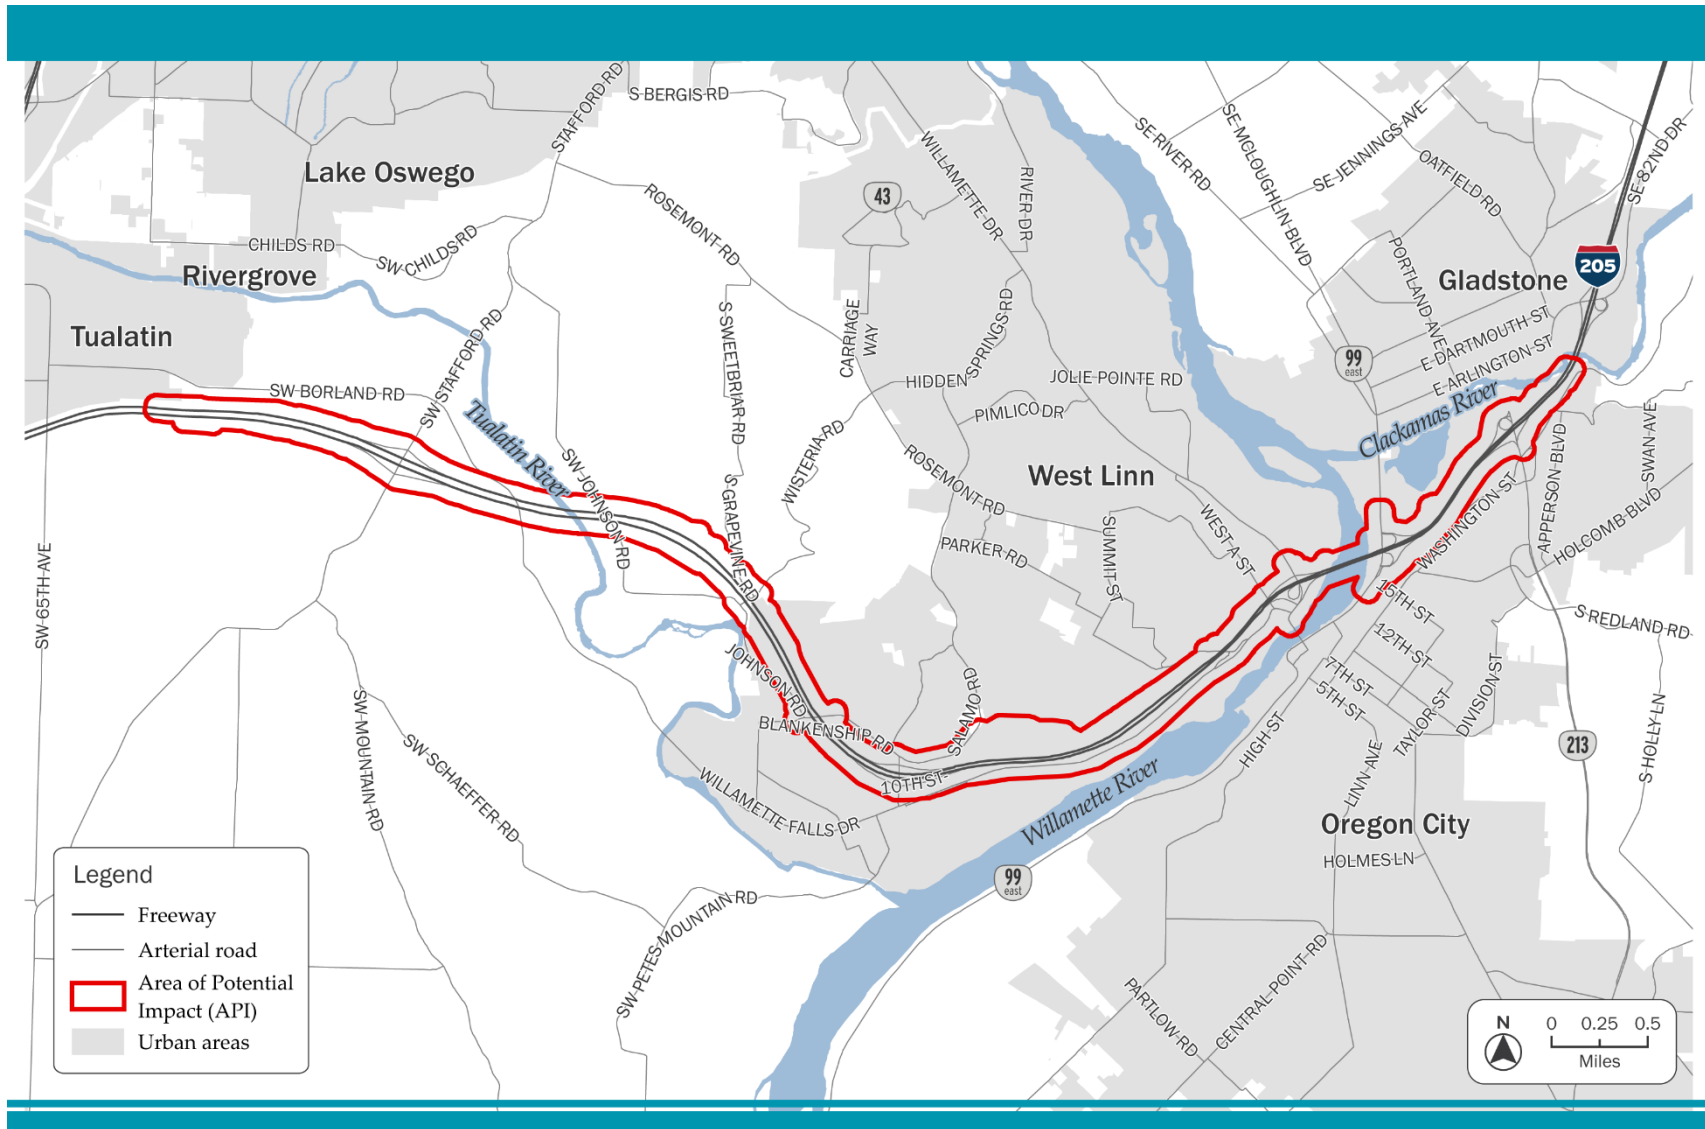 STAFFORD RD
S BERGIS RD
SE RIVER RD
SE MCLOUGHLIN BLVD
SE JENNINGS AVE
OATFIELD RD
SE 82ND DR
Lake Oswego
WILLAMETTE DR
RIVER DR
43
ROSEMONT RD
CHILDS RD
SW CHILDS RD
Rivergrove
PORTLAND AVE
Gladstone
205
Tualatin
SW STAFFORD RD
S SWEETBRIAR RD
CARRIAGE
WAY
HIDDEN SPRINGS RD
99
east
E DARTMOUTH ST
E ARLINGTON ST
SW BORLAND RD
JOLIE POINTE RD
PIMLICO DR
Clackamas River
Tualatin River
WISTERIA RD
ROSEMONT RD
West Linn
SWAN AVE
APPERSON BLVD
HOLCOMB BLVD
WASHINGTON ST
SW JOHNSON RD
S GRAPEVINE RD
PARKER RD
SUMMIT ST
WEST A ST
SW 65TH AVE
15TH ST
12TH ST
7TH ST
5TH ST
S REDLAND RD
JOHNSON RD
BLANKENSHIP RD
SALAMO RD
10TH ST
HIGH ST
TAYLOR ST
DIVISION ST
LINN AVE
213
S HOLLY LN
SW MOUNTAIN RD
SW SCHAEFFER RD
WILLAMETTE FALLS DR
Willamette River
Oregon City
HOLMES LN
99
east
SW PETES MOUNTAIN RD
PARTLOW RD
CENTRAL POINT RD
Legend
Freeway
Arterial road
Area of Potential
Impact (API)
Urban areas
N
0 0.25 0.5
Miles